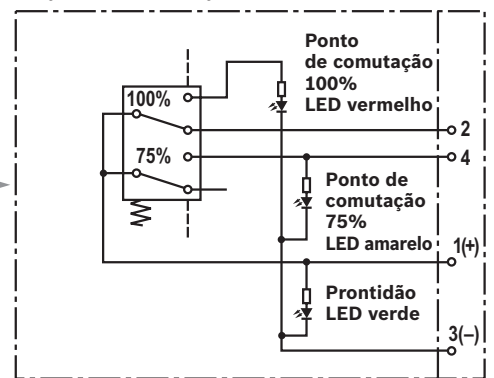 Ponto
de comutação
100%
LED vermelho
100%
2
75%
4
Ponto de
comutação
75%
LED amarelo
1(+)
Prontidão
LED verde
3(–)